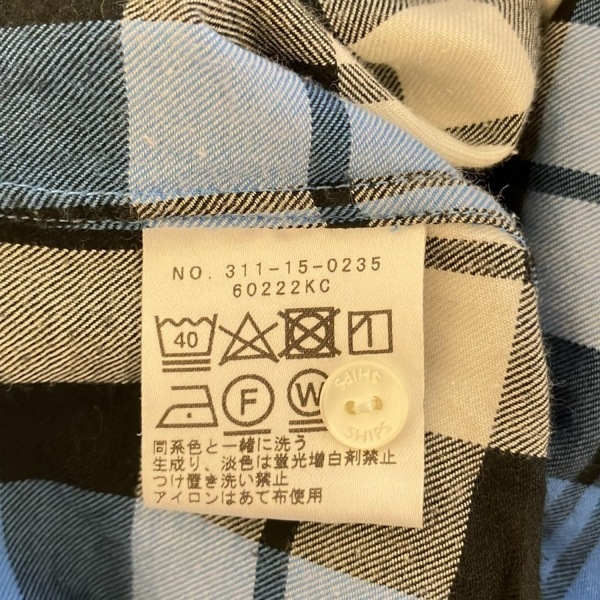 NO. 311-15-0235
60222KC
40
F
W
SHIPS
SHIPS
同系色と一緒に洗う
生成り、淡色は蛍光増白剤禁止
つけ置き洗い禁止
アイロンはあて布使用